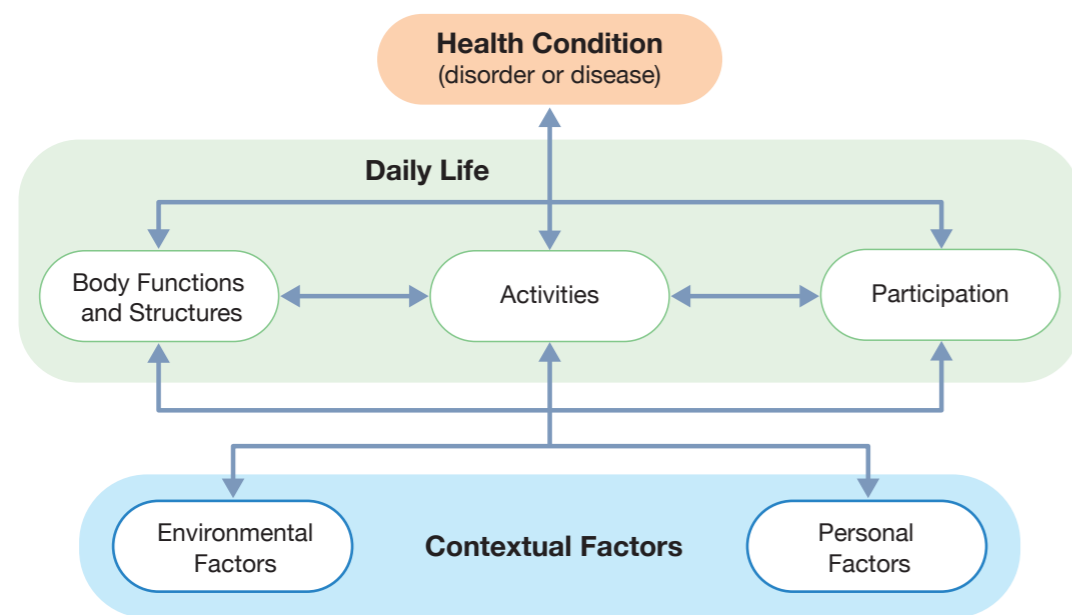 Health Condition
(disorder or disease)
Daily Life
Body Functions
and Structures
Activities
Participation
Environmental
Factors
Contextual Factors
Personal
Factors